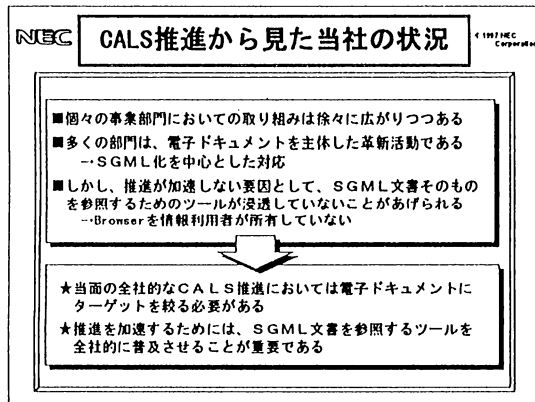 NEC
CALS推進から見た当社の状況
© 1997 NEC
Corporation
■個々の事業部門においての取り組みは徐々に広がりつつある
■多くの部門は、電子ドキュメントを主体した革新活動である
→SGML化を中心とした対応
■しかし、推進が加速しない要因として、SGML文書そのもの
を参照するためのツールが浸透していないことがあげられる
→Browserを情報利用者が所有していない
★当面の全社的なCALS推進においては電子ドキュメントに
ターゲットを絞る必要がある
★推進を加速するためには、SGML文書を参照するツールを
全社的に普及させることが重要である